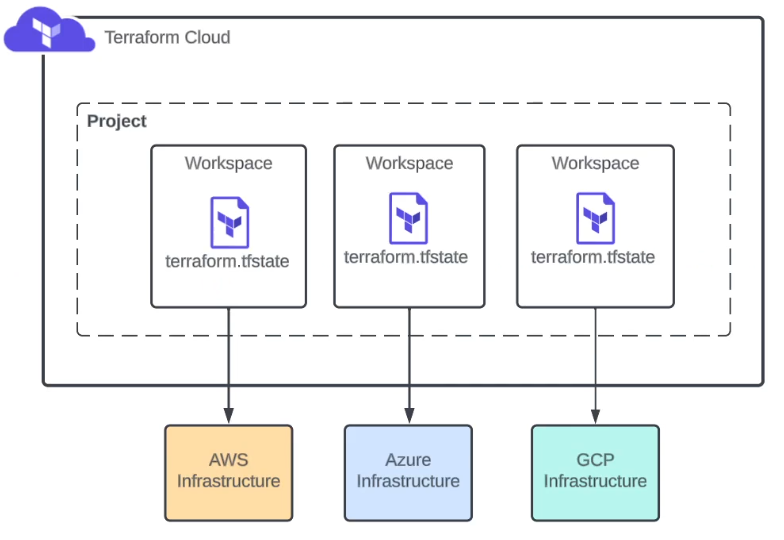 Terraform Cloud
Project
Workspace
terraform.tfstate
Workspace
terraform.tfstate
Workspace
terraform.tfstate
AWS
Infrastructure
Azure
Infrastructure
GCP
Infrastructure